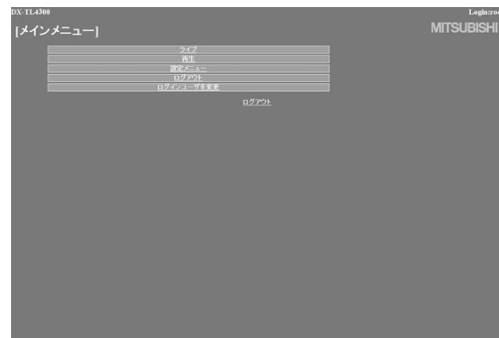 DX-TL4300
Login:roo
[メインメニュー]
MITSUBISHI
ライブ
再生
設定メニュー
ログアウト
ログインユーザを変更
ログアウト